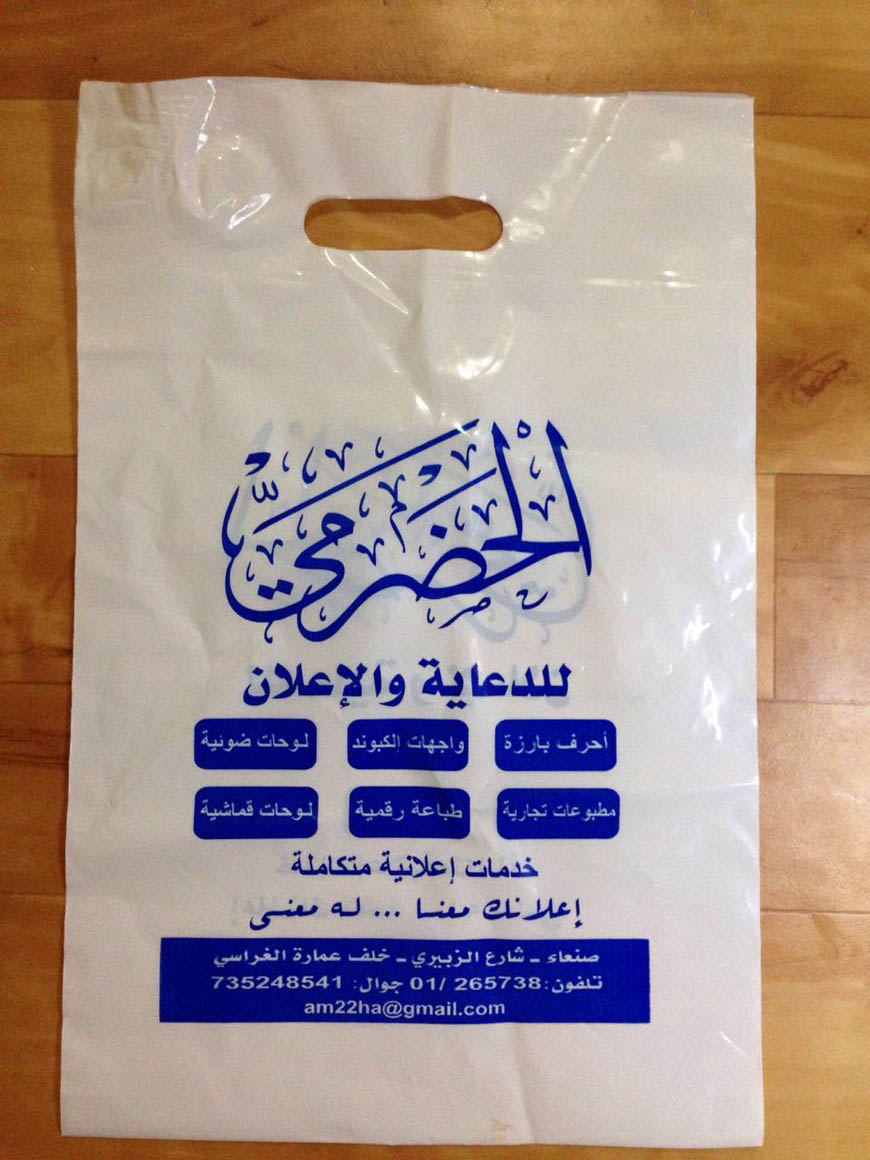 الحضرمي
للدعاية والإعلان
أحرف بارزة واجهات إلكبوند لوحات ضوئية
مطبوعات تجارية طباعة رقمية لوحات قماشية
خدمات إعلانية متكاملة
إعلانك معنا ... له معنى
صنعاء - شارع الزبيري - خلف عمارة الغراسي
تلفون: 265738 /01 جوال: 735248541
am22ha@gmail.com